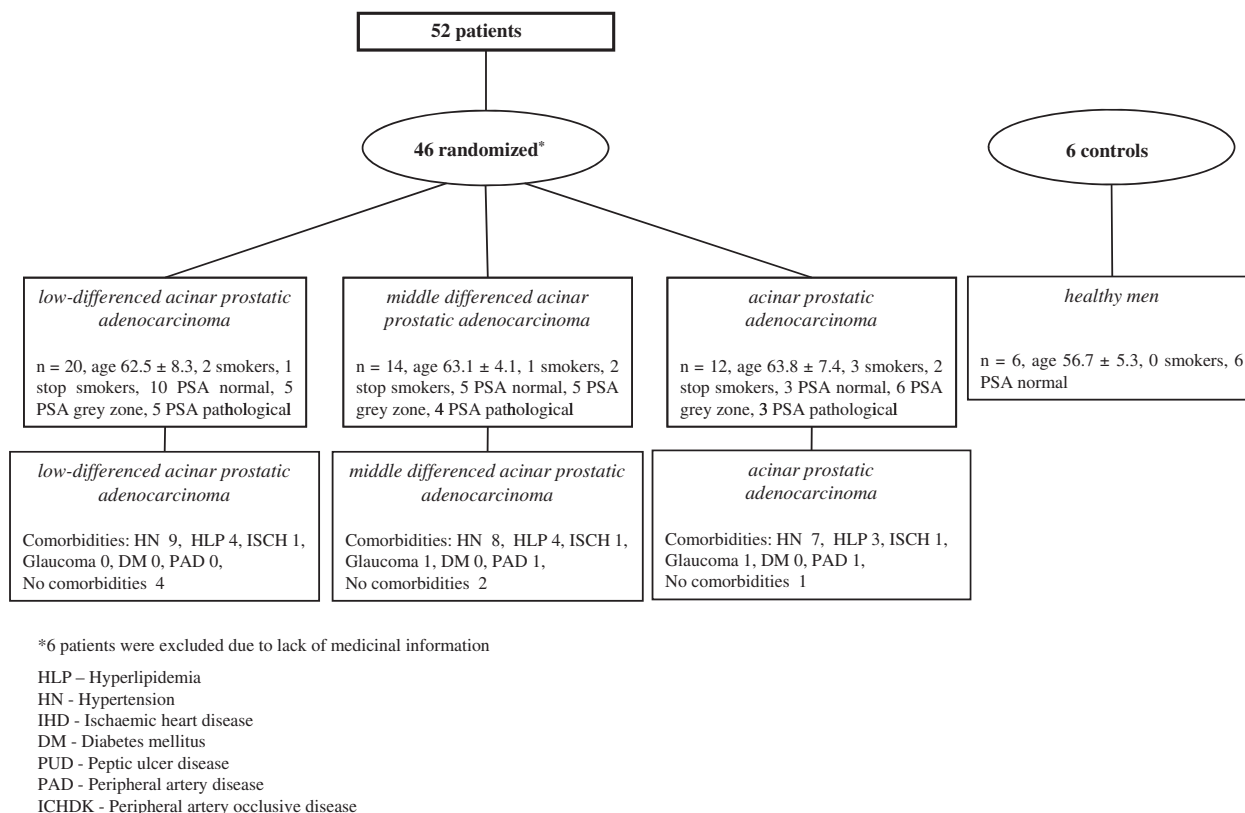 52 patients
46 randomized*
6 controls
low-differenced acinar prostatic
adenocarcinoma
n = 20, age 62.5 ± 8.3, 2 smokers, 1
stop smokers, 10 PSA normal, 5
PSA grey zone, 5 PSA pathological
middle differenced acinar
prostatic adenocarcinoma
n = 14, age 63.1 ± 4.1, 1 smokers, 2
stop smokers, 5 PSA normal, 5 PSA
grey zone, 4 PSA pathological
acinar prostatic
adenocarcinoma
n = 12, age 63.8 ± 7.4, 3 smokers, 2
stop smokers, 3 PSA normal, 6 PSA
grey zone, 3 PSA pathological
healthy men
n = 6, age 56.7 ± 5.3, 0 smokers, 6
PSA normal
low-differenced acinar prostatic
adenocarcinoma
Comorbidities: HN 9, HLP 4, ISCH 1,
Glaucoma 0, DM 0, PAD 0,
No comorbidities 4
middle differenced acinar prostatic
adenocarcinoma
Comorbidities: HN 8, HLP 4, ISCH 1,
Glaucoma 1, DM 0, PAD 1,
No comorbidities 2
acinar prostatic
adenocarcinoma
Comorbidities: HN 7, HLP 3, ISCH 1,
Glaucoma 1, DM 0, PAD 1,
No comorbidities 1
*6 patients were excluded due to lack of medicinal information
HLP – Hyperlipidemia
HN - Hypertension
IHD - Ischaemic heart disease
DM - Diabetes mellitus
PUD - Peptic ulcer disease
PAD - Peripheral artery disease
ICHDK - Peripheral artery occlusive disease